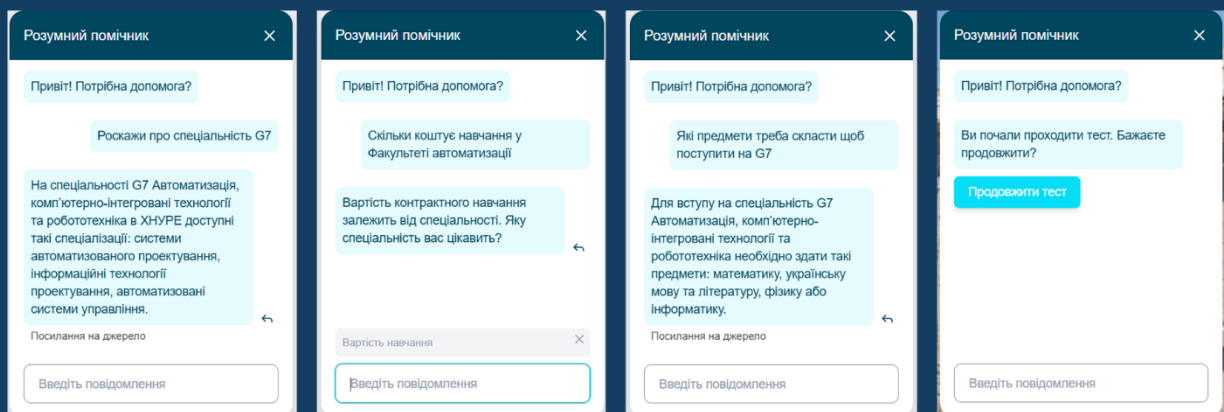 Розумний помічник
Привіт! Потрібна допомога?
Роскажи про спеціальність G7
На спеціальності G7 Автоматизація,
комп'ютерно-інтегровані технології
та робототехніка в ХНУРЕ доступні
такі спеціалізації: системи
автоматизованого проектування,
інформаційні технології
проектування, автоматизовані
системи управління.
Посилання на джерело
Введіть повідомлення
Розумний помічник
Привіт! Потрібна допомога?
Скільки коштує навчання у
Факультеті автоматизації
Вартість контрактного навчання
залежить від спеціальності. Яку
спеціальність вас цікавить?
Вартість навчання
Введіть повідомлення
Розумний помічник
Привіт! Потрібна допомога?
Які предмети треба скласти щоб
поступити на G7
Для вступу на спеціальність G7
Автоматизація, комп'ютерно-
інтегровані технології та
робототехніка необхідно здати такі
предмети: математику, українську
мову та літературу, фізику або
інформатику.
Посилання на джерело
Введіть повідомлення
Розумний помічник
Привіт! Потрібна допомога?
Ви почали проходити тест. Бажаєте
продовжити?
Продовжити тест
Введіть повідомлення